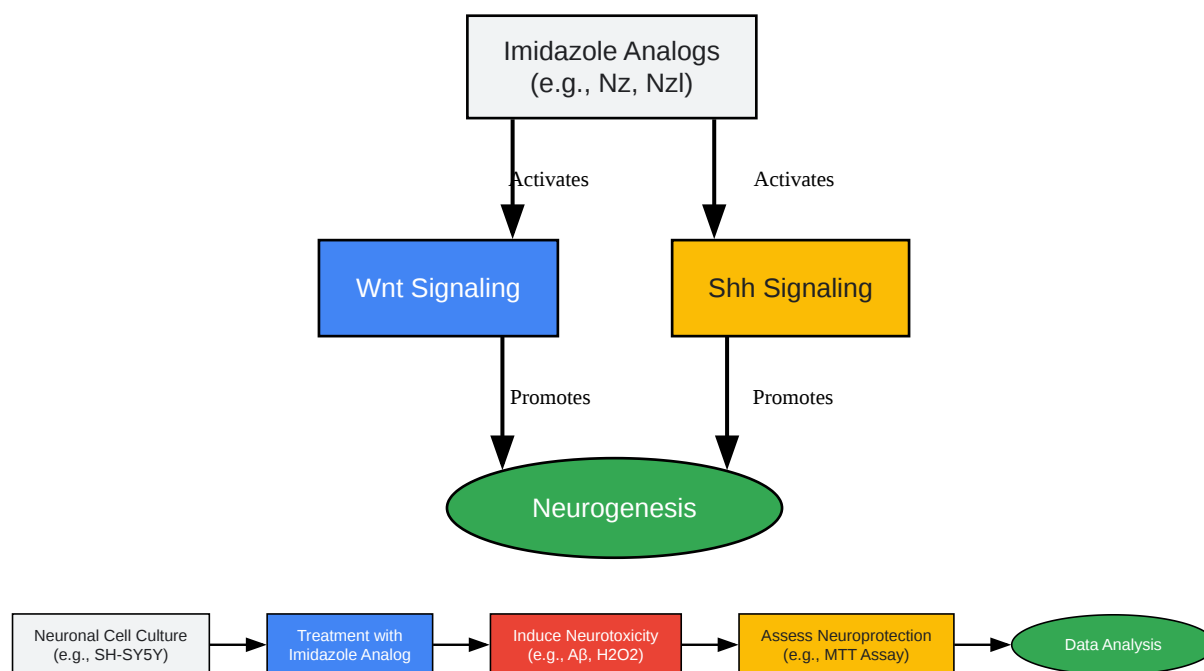 Imidazole Analogs
(e.g., Nz, Nzl)
Activates
Activates
Wnt Signaling
Shh Signaling
Promotes
Promotes
Neurogenesis
Neuronal Cell Culture
(e.g., SH-SY5Y)
Treatment with
Imidazole Analog
Induce Neurotoxicity
(e.g., Aβ, H2O2)
Assess Neuroprotection
(e.g., MTT Assay)
Data Analysis